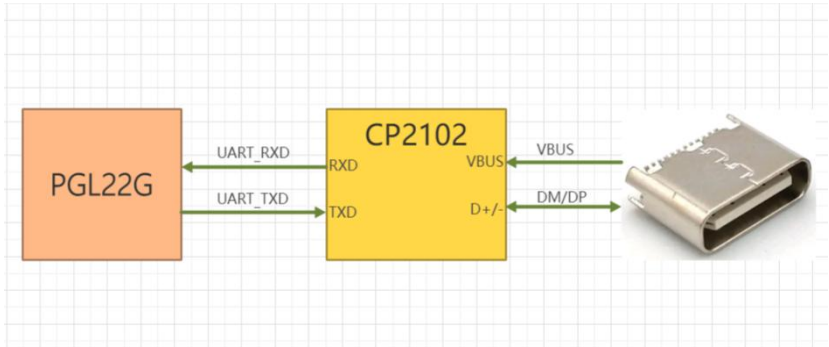 PGL22G
UART_RXD
UART_TXD
CP2102
RXD
TXD
VBUS
D+/-
VBUS
DM/DP